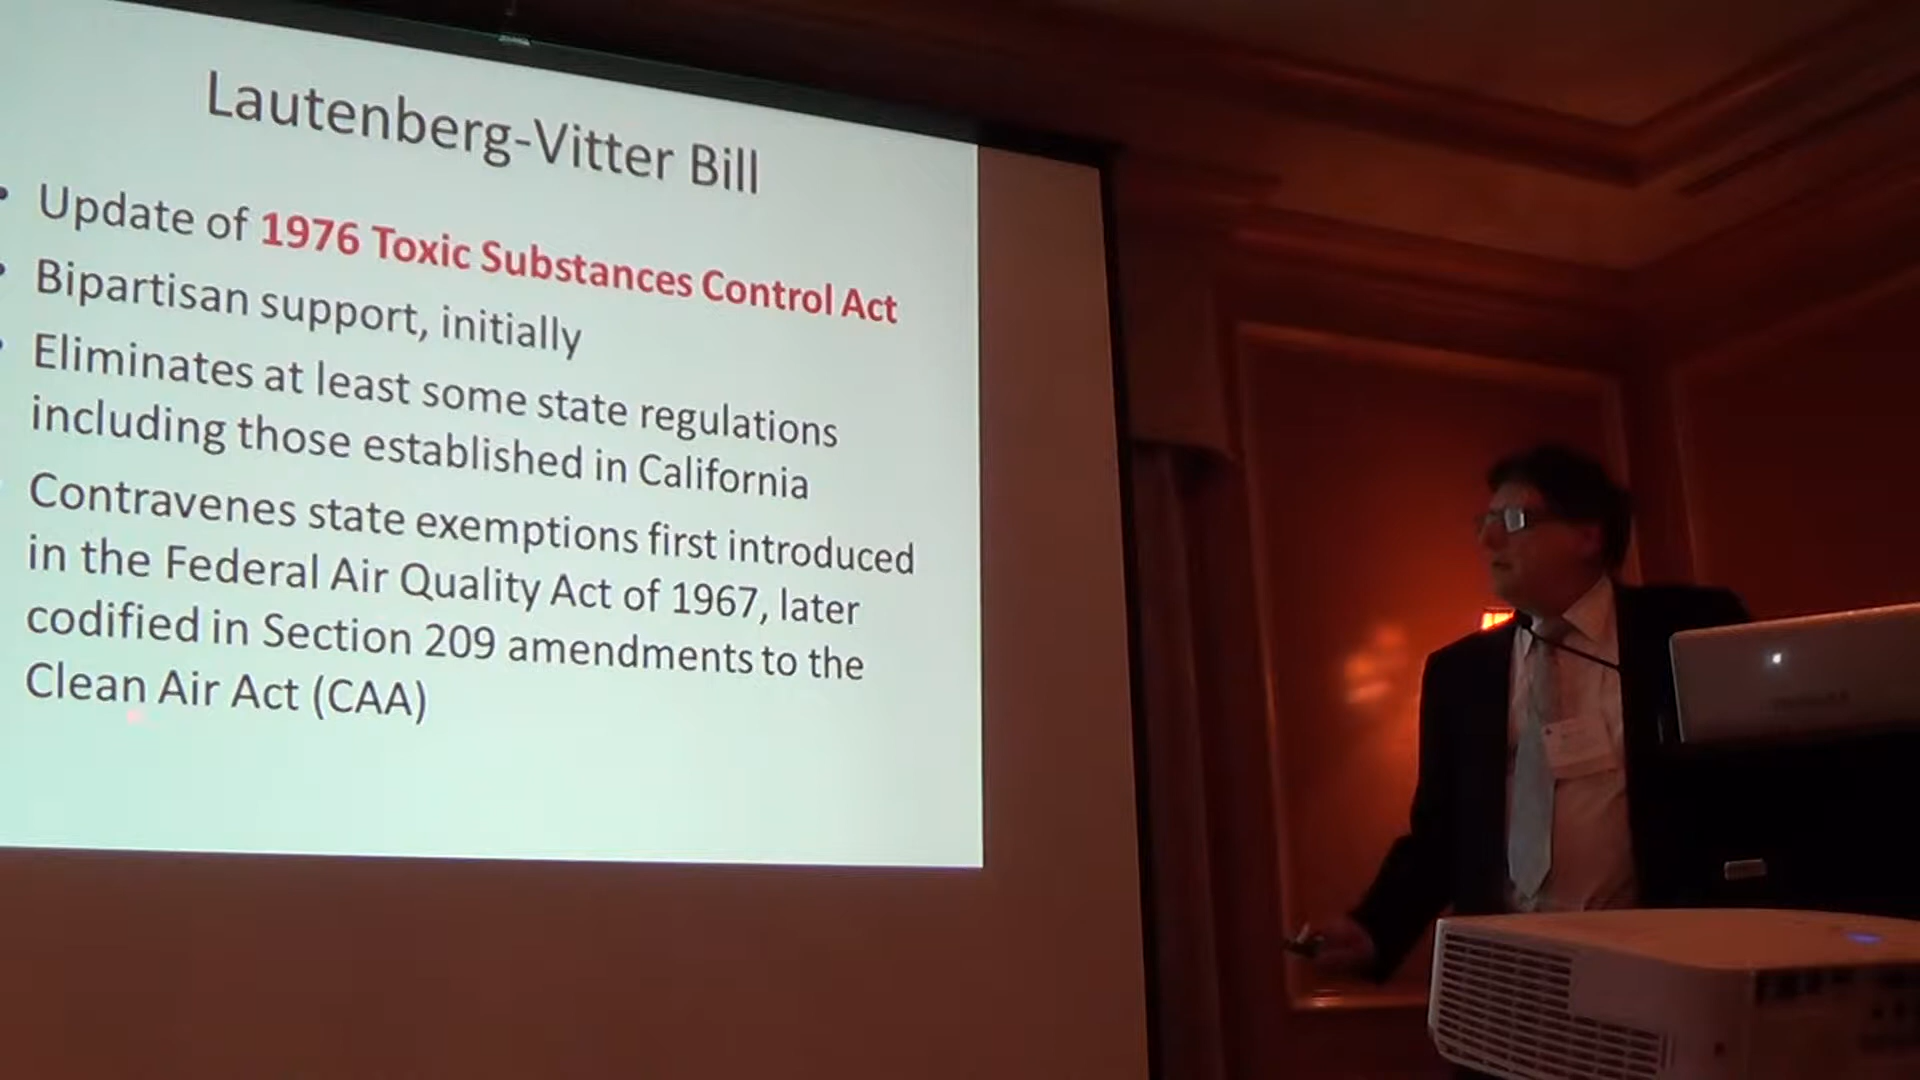 Lautenberg-Vitter Bill
• Update of 1976 Toxic Substances Control Act
• Bipartisan support, initially
• Eliminates at least some state regulations
including those established in California
Contravenes state exemptions first introduced
in the Federal Air Quality Act of 1967, later
codified in Section 209 amendments to the
Clean Air Act (CAA)